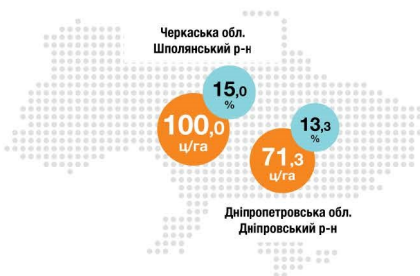 Черкаська обл.
Шполянський р-н
15,0
%
100,0
ц/га
13,3
%
71,3
ц/га
Дніпропетровська обл.
Дніпровський р-н